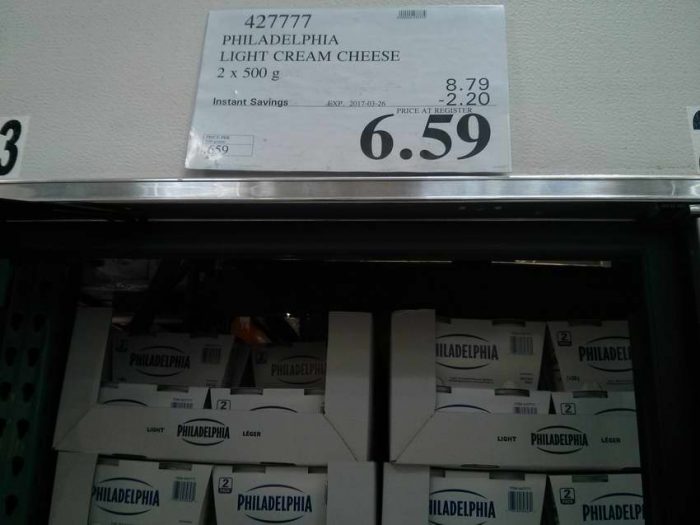 427777
PHILADELPHIA
LIGHT CREAM CHEESE
2 x 500 g
8.79
Instant Savings EXP. 2017-03-26 -2.20
PRICE AT REGISTER
6.59
.659
3
PHILADELPHIA
PHILADELPHIA
PHILADELPHIA
2
PHILADELPHIA
2
2
LIGHT PHILADELPHIA LÉGER
LIGHT PHILADELPHIA
PHILADELPHIA
2
PHILADELPHIA
PHILADELPHIA
2
PHILADELPHIA